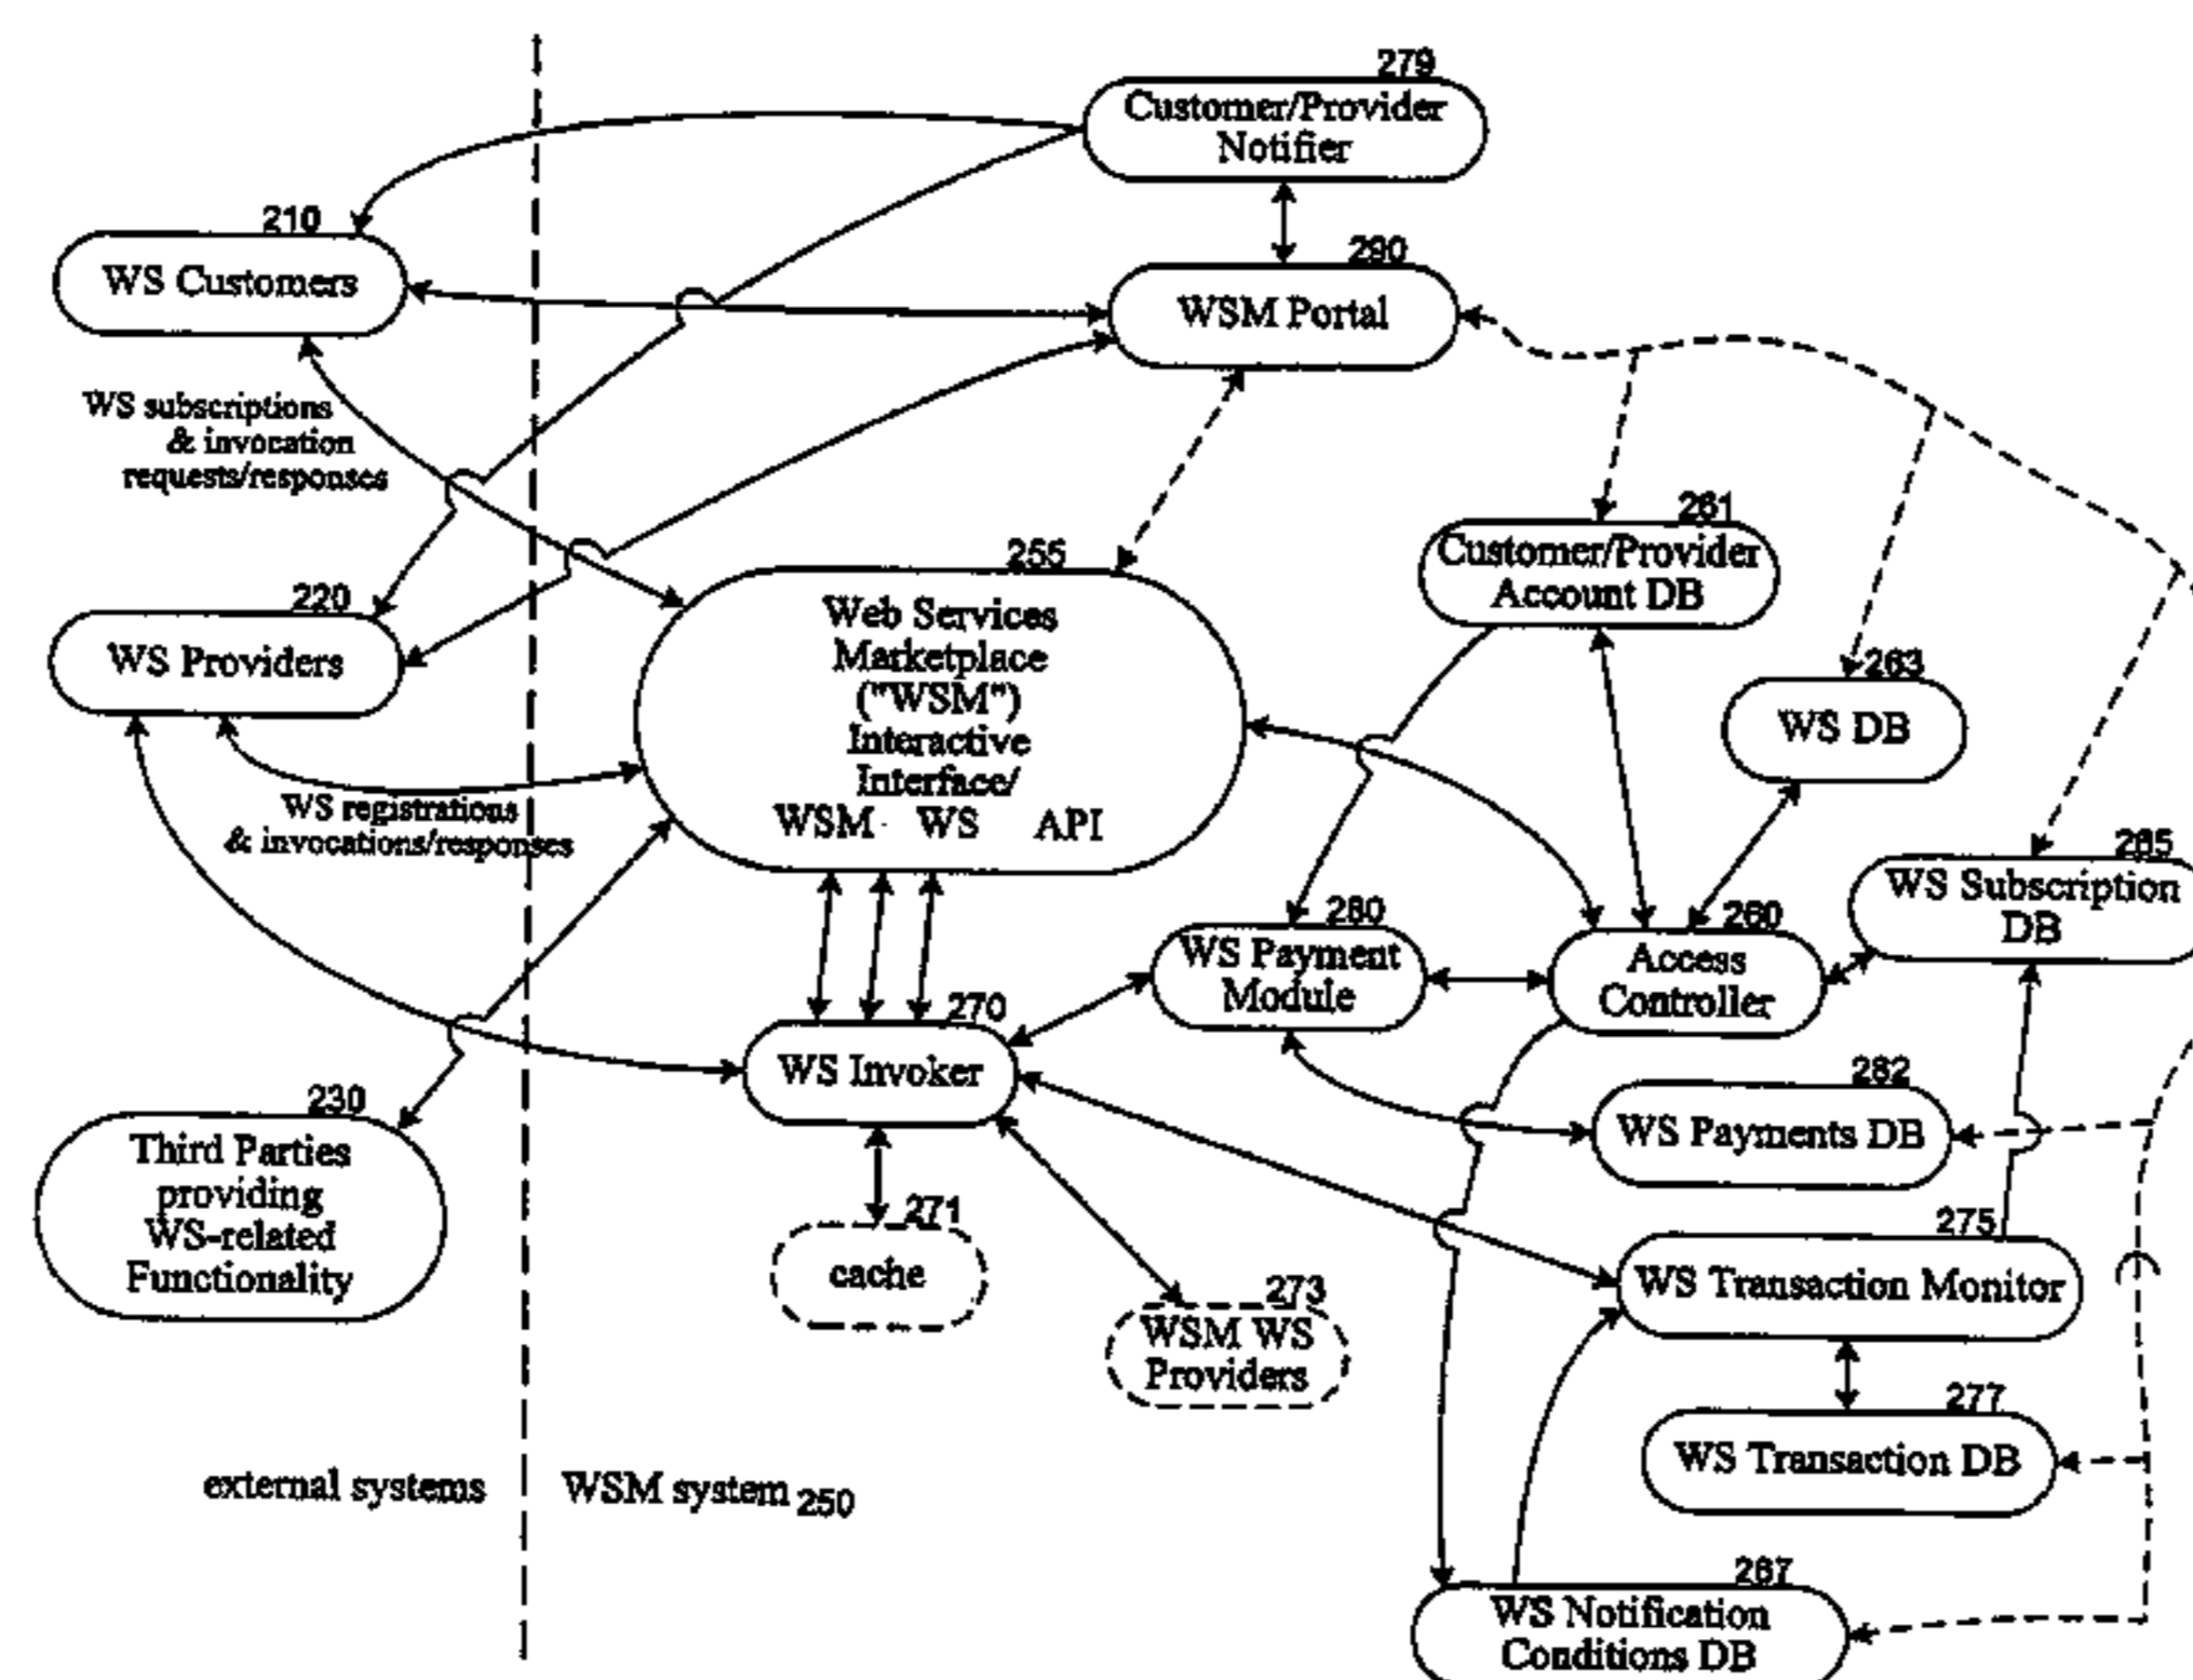 279
Customer/Provider
Notifier
210
WS Customers
290
WSM Portal
WS subscriptions
& invocation
requests/responses
261
Customer/Provider
Account DB
255
Web Services
Marketplace
("WSM")
Interactive
Interface/
WSM WS API
220
WS Providers
263
WS DB
WS registrations
& invocations/responses
265
WS Subscription
DB
280
WS Payment
Module
260
Access
Controller
270
WS Invoker
282
WS Payments DB
230
Third Parties
providing
WS-related
Functionality
271
cache
275
WS Transaction Monitor
273
WSM WS
Providers
277
WS Transaction DB
external systems
WSM system 250
267
WS Notification
Conditions DB